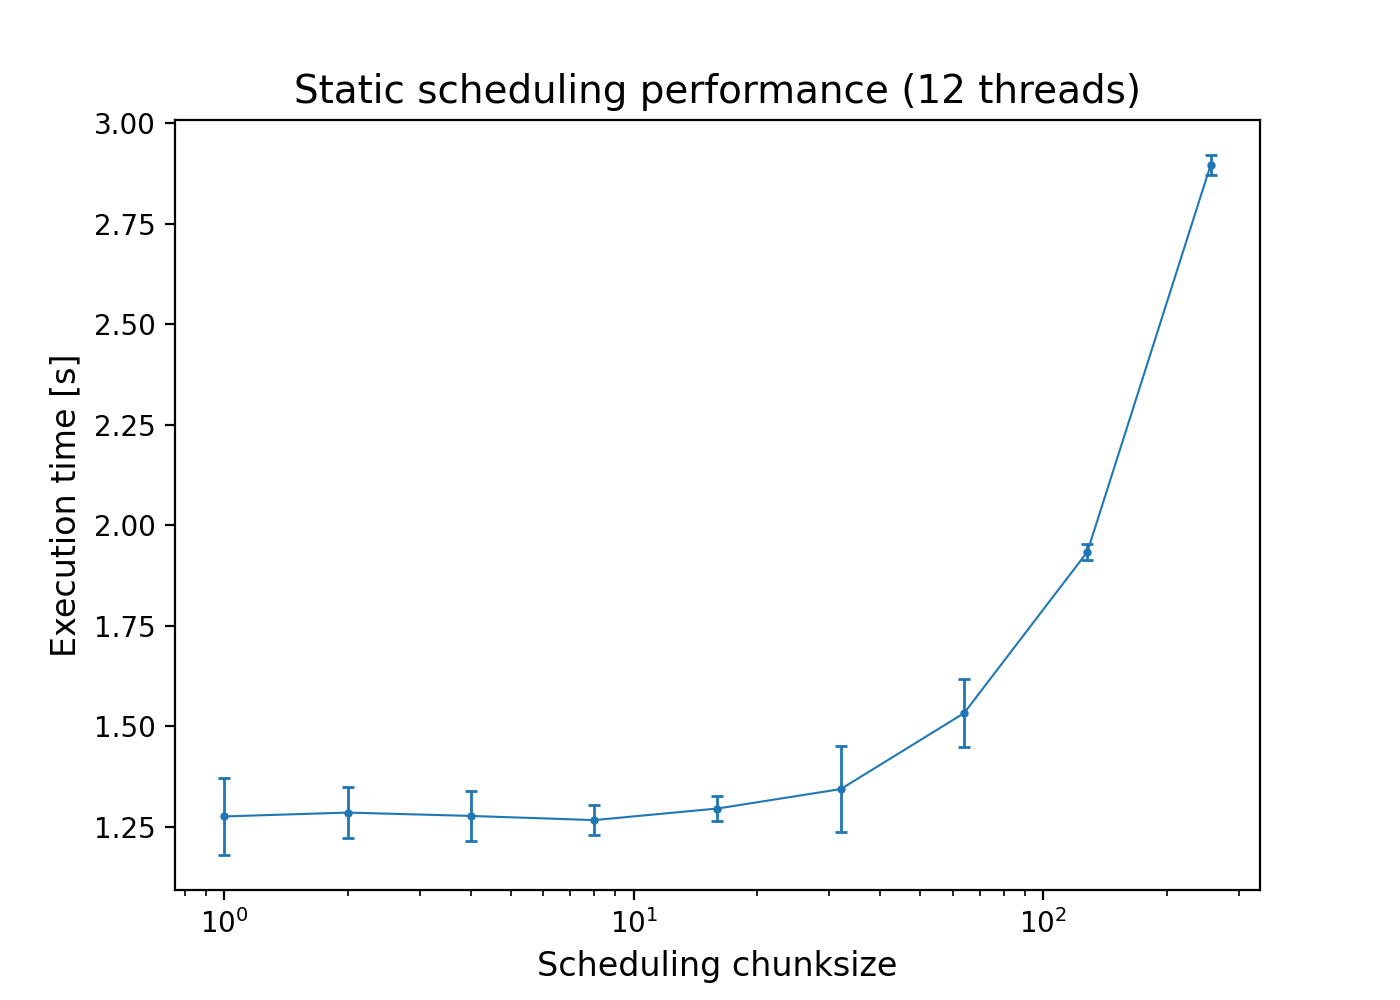 Static scheduling performance (12 threads)
3.00
2.75
2.50
2.25
2.00
1.75
1.50
1.25
Execution time [s]
10⁰ 10¹ 10²
Scheduling chunksize